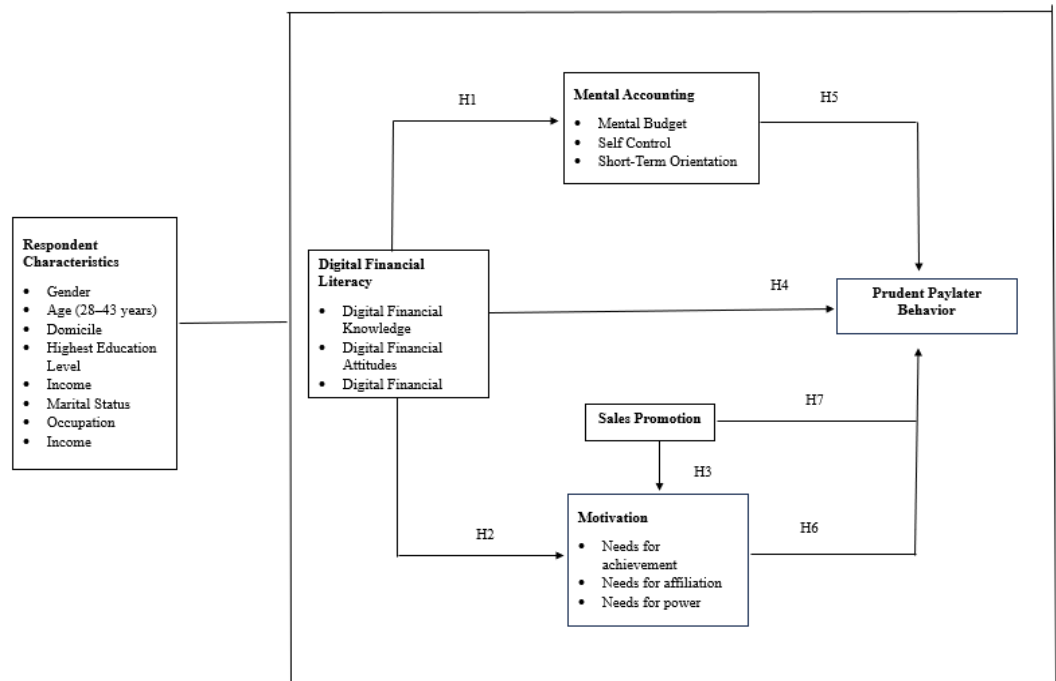 H1
Mental Accounting
• Mental Budget
• Self Control
• Short-Term Orientation
H5
Respondent
Characteristics
• Gender
• Age (28–43 years)
• Domicile
• Highest Education
Level
• Income
• Marital Status
• Occupation
• Income
Digital Financial
Literacy
• Digital Financial
Knowledge
• Digital Financial
Attitudes
• Digital Financial
H4
Prudent Paylater
Behavior
Sales Promotion
H7
H3
H2
Motivation
• Needs for
achievement
• Needs for affiliation
• Needs for power
H6